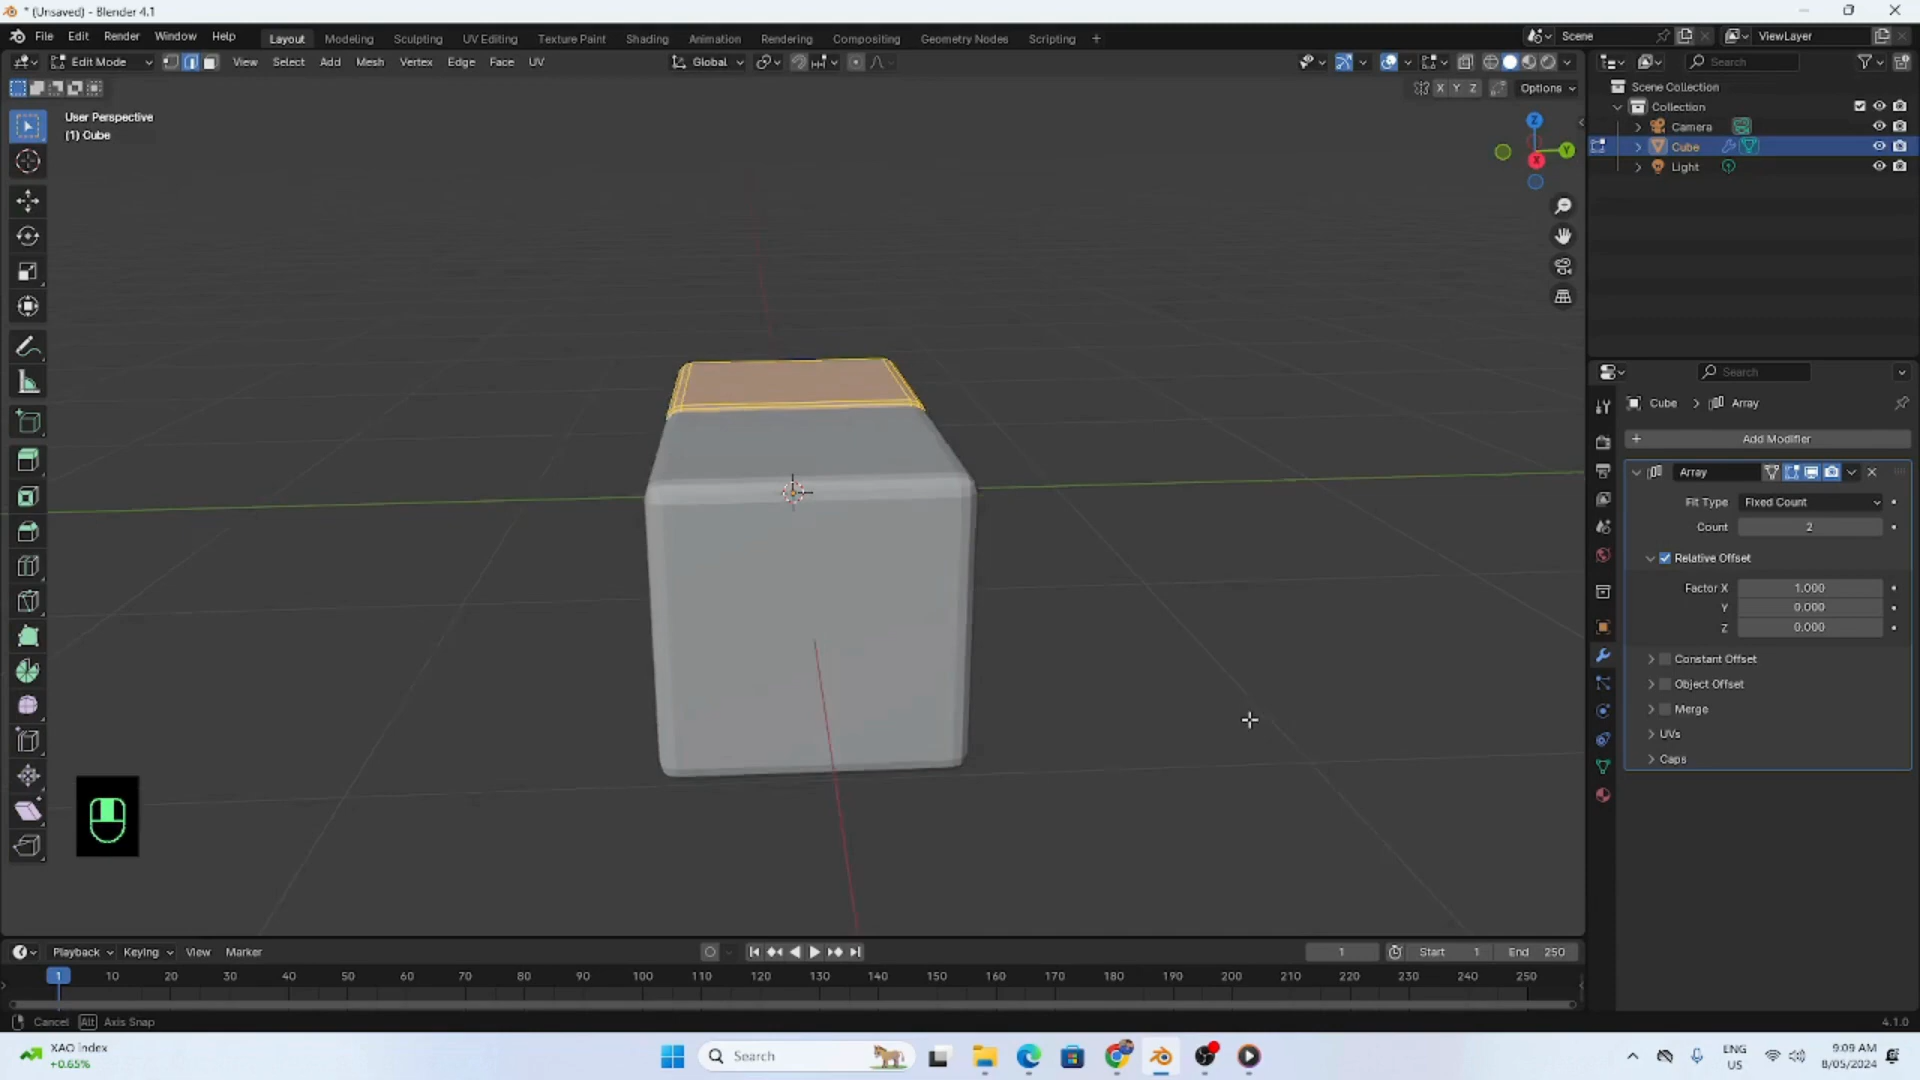 * (Unsaved) - Blender 4.1
File Edit Render Window Help Layout Modeling Sculpting UV Editing Texture Paint Shading Animation Rendering Compositing Geometry Nodes Scripting +
Scene
ViewLayer
Edit Mode View Select Add Mesh Vertex Edge Face UV
Global
Search
X Y Z Options
Scene Collection
Collection
Camera
Cube
Light
User Perspective
(1) Cube
Z
Y
X
Search
Cube > Array
+ Add Modifier
Array
Fit Type Fixed Count
Count 2
Relative Offset
Factor X 1.000
Y 0.000
Z 0.000
Constant Offset
Object Offset
Merge
UVs
Caps
Playback Keying View Marker
1 Start 1 End 250
1 10 20 30 40 50 60 70 80 90 100 110 120 130 140 150 160 170 180 190 200 210 220 230 240 250
Cancel Alt Axis Snap
4.1.0
XAO Index
+0.65%
Search
ENG
US
9:09 AM
8/05/2024